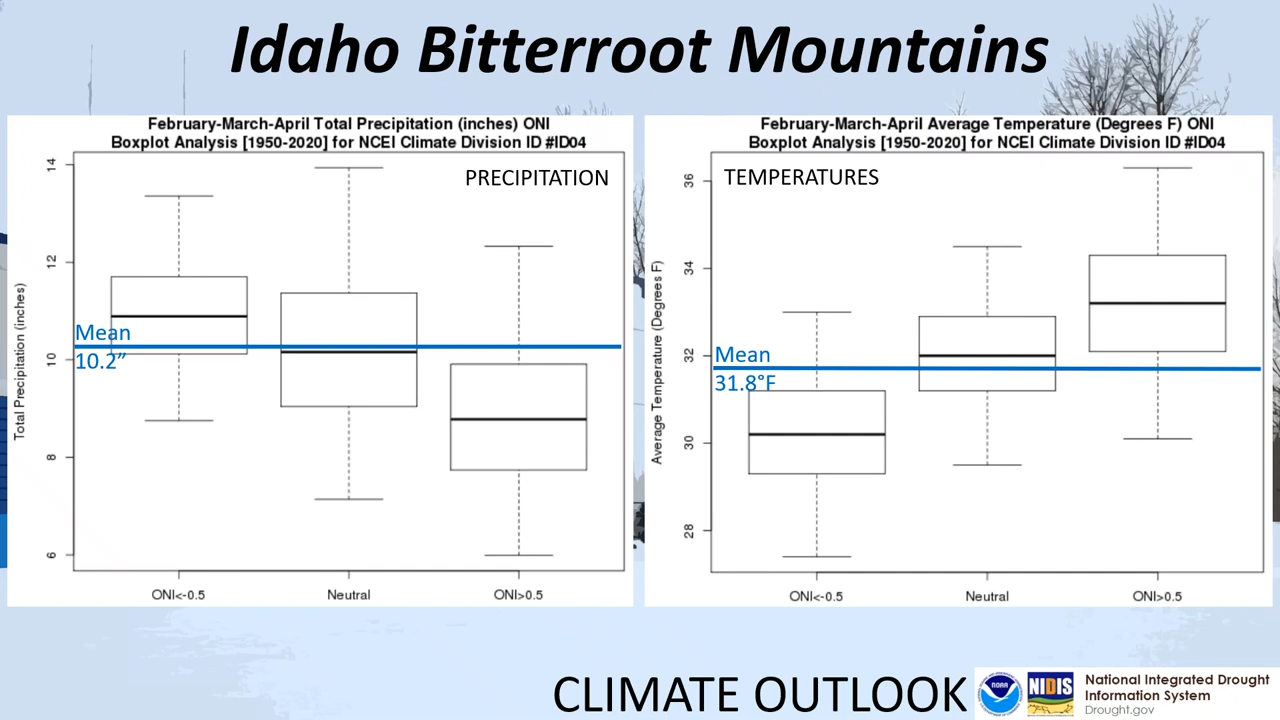 Idaho Bitterroot Mountains
February-March-April Total Precipitation (inches) ONI
Boxplot Analysis [1950-2020] for NCEI Climate Division ID #ID04
PRECIPITATION
Total Precipitation (inches)
14
12
10
8
6
Mean
10.2”
ONI<-0.5
Neutral
ONI>0.5
February-March-April Average Temperature (Degrees F) ONI
Boxplot Analysis [1950-2020] for NCEI Climate Division ID #ID04
TEMPERATURES
Average Temperature (Degrees F)
36
34
32
30
28
Mean
31.8°F
ONI<-0.5
Neutral
ONI>0.5
CLIMATE OUTLOOK
NOAA
NIDIS
National Integrated Drought
Information System
Drought.gov